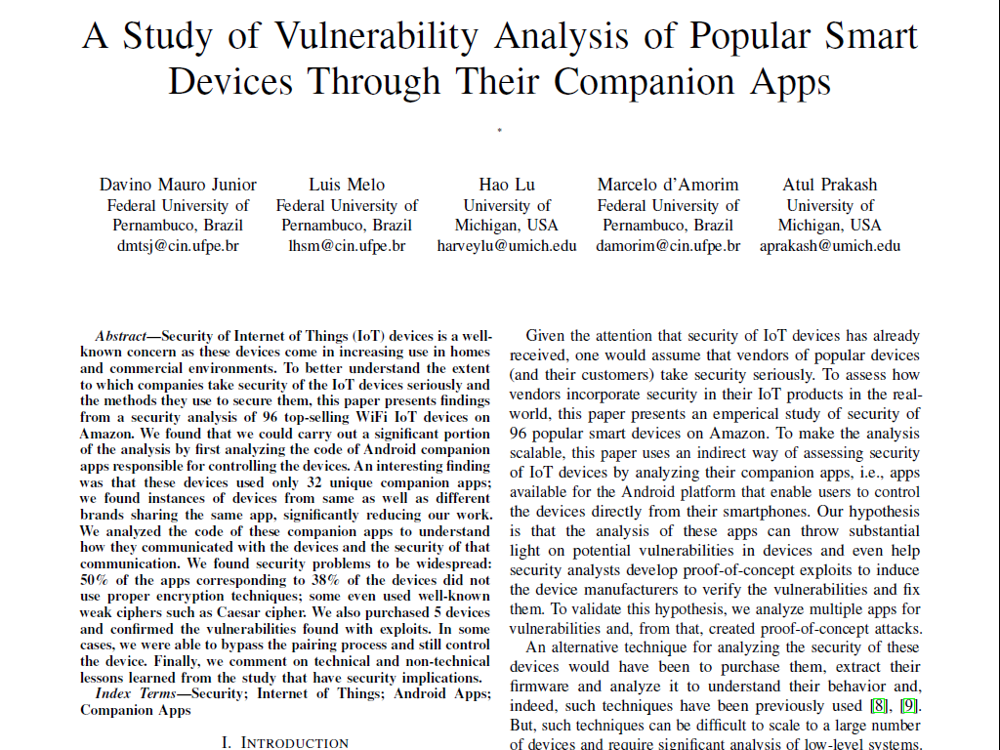 A Study of Vulnerability Analysis of Popular Smart
Devices Through Their Companion Apps
*
Davino Mauro Junior
Federal University of
Pernambuco, Brazil
dmtsj@cin.ufpe.br
Luis Melo
Federal University of
Pernambuco, Brazil
lhsm@cin.ufpe.br
Hao Lu
University of
Michigan, USA
harveylu@umich.edu
Marcelo d'Amorim
Federal University of
Pernambuco, Brazil
damorim@cin.ufpe.br
Atul Prakash
University of
Michigan, USA
aprakash@umich.edu
Abstract—Security of Internet of Things (IoT) devices is a well-
known concern as these devices come in increasing use in homes
and commercial environments. To better understand the extent
to which companies take security of the IoT devices seriously and
the methods they use to secure them, this paper presents findings
from a security analysis of 96 top-selling WiFi IoT devices on
Amazon. We found that we could carry out a significant portion
of the analysis by first analyzing the code of Android companion
apps responsible for controlling the devices. An interesting finding
was that these devices used only 32 unique companion apps;
we found instances of devices from same as well as different
brands sharing the same app, significantly reducing our work.
We analyzed the code of these companion apps to understand
how they communicated with the devices and the security of that
communication. We found security problems to be widespread:
50% of the apps corresponding to 38% of the devices did not
use proper encryption techniques; some even used well-known
weak ciphers such as Caesar cipher. We also purchased 5 devices
and confirmed the vulnerabilities found with exploits. In some
cases, we were able to bypass the pairing process and still control
the device. Finally, we comment on technical and non-technical
lessons learned from the study that have security implications.
Index Terms—Security; Internet of Things; Android Apps;
Companion Apps
I. INTRODUCTION
Given the attention that security of IoT devices has already
received, one would assume that vendors of popular devices
(and their customers) take security seriously. To assess how
vendors incorporate security in their IoT products in the real-
world, this paper presents an emperical study of security of
96 popular smart devices on Amazon. To make the analysis
scalable, this paper uses an indirect way of assessing security
of IoT devices by analyzing their companion apps, i.e., apps
available for the Android platform that enable users to control
the devices directly from their smartphones. Our hypothesis
is that the analysis of these apps can throw substantial
light on potential vulnerabilities in devices and even help
security analysts develop proof-of-concept exploits to induce
the device manufacturers to verify the vulnerabilities and fix
them. To validate this hypothesis, we analyze multiple apps for
vulnerabilities and, from that, created proof-of-concept attacks.
An alternative technique for analyzing the security of these
devices would have been to purchase them, extract their
firmware and analyze it to understand their behavior and,
indeed, such techniques have been previously used [8], [9].
But, such techniques can be difficult to scale to a large number
of devices and require significant analysis of low-level systems.